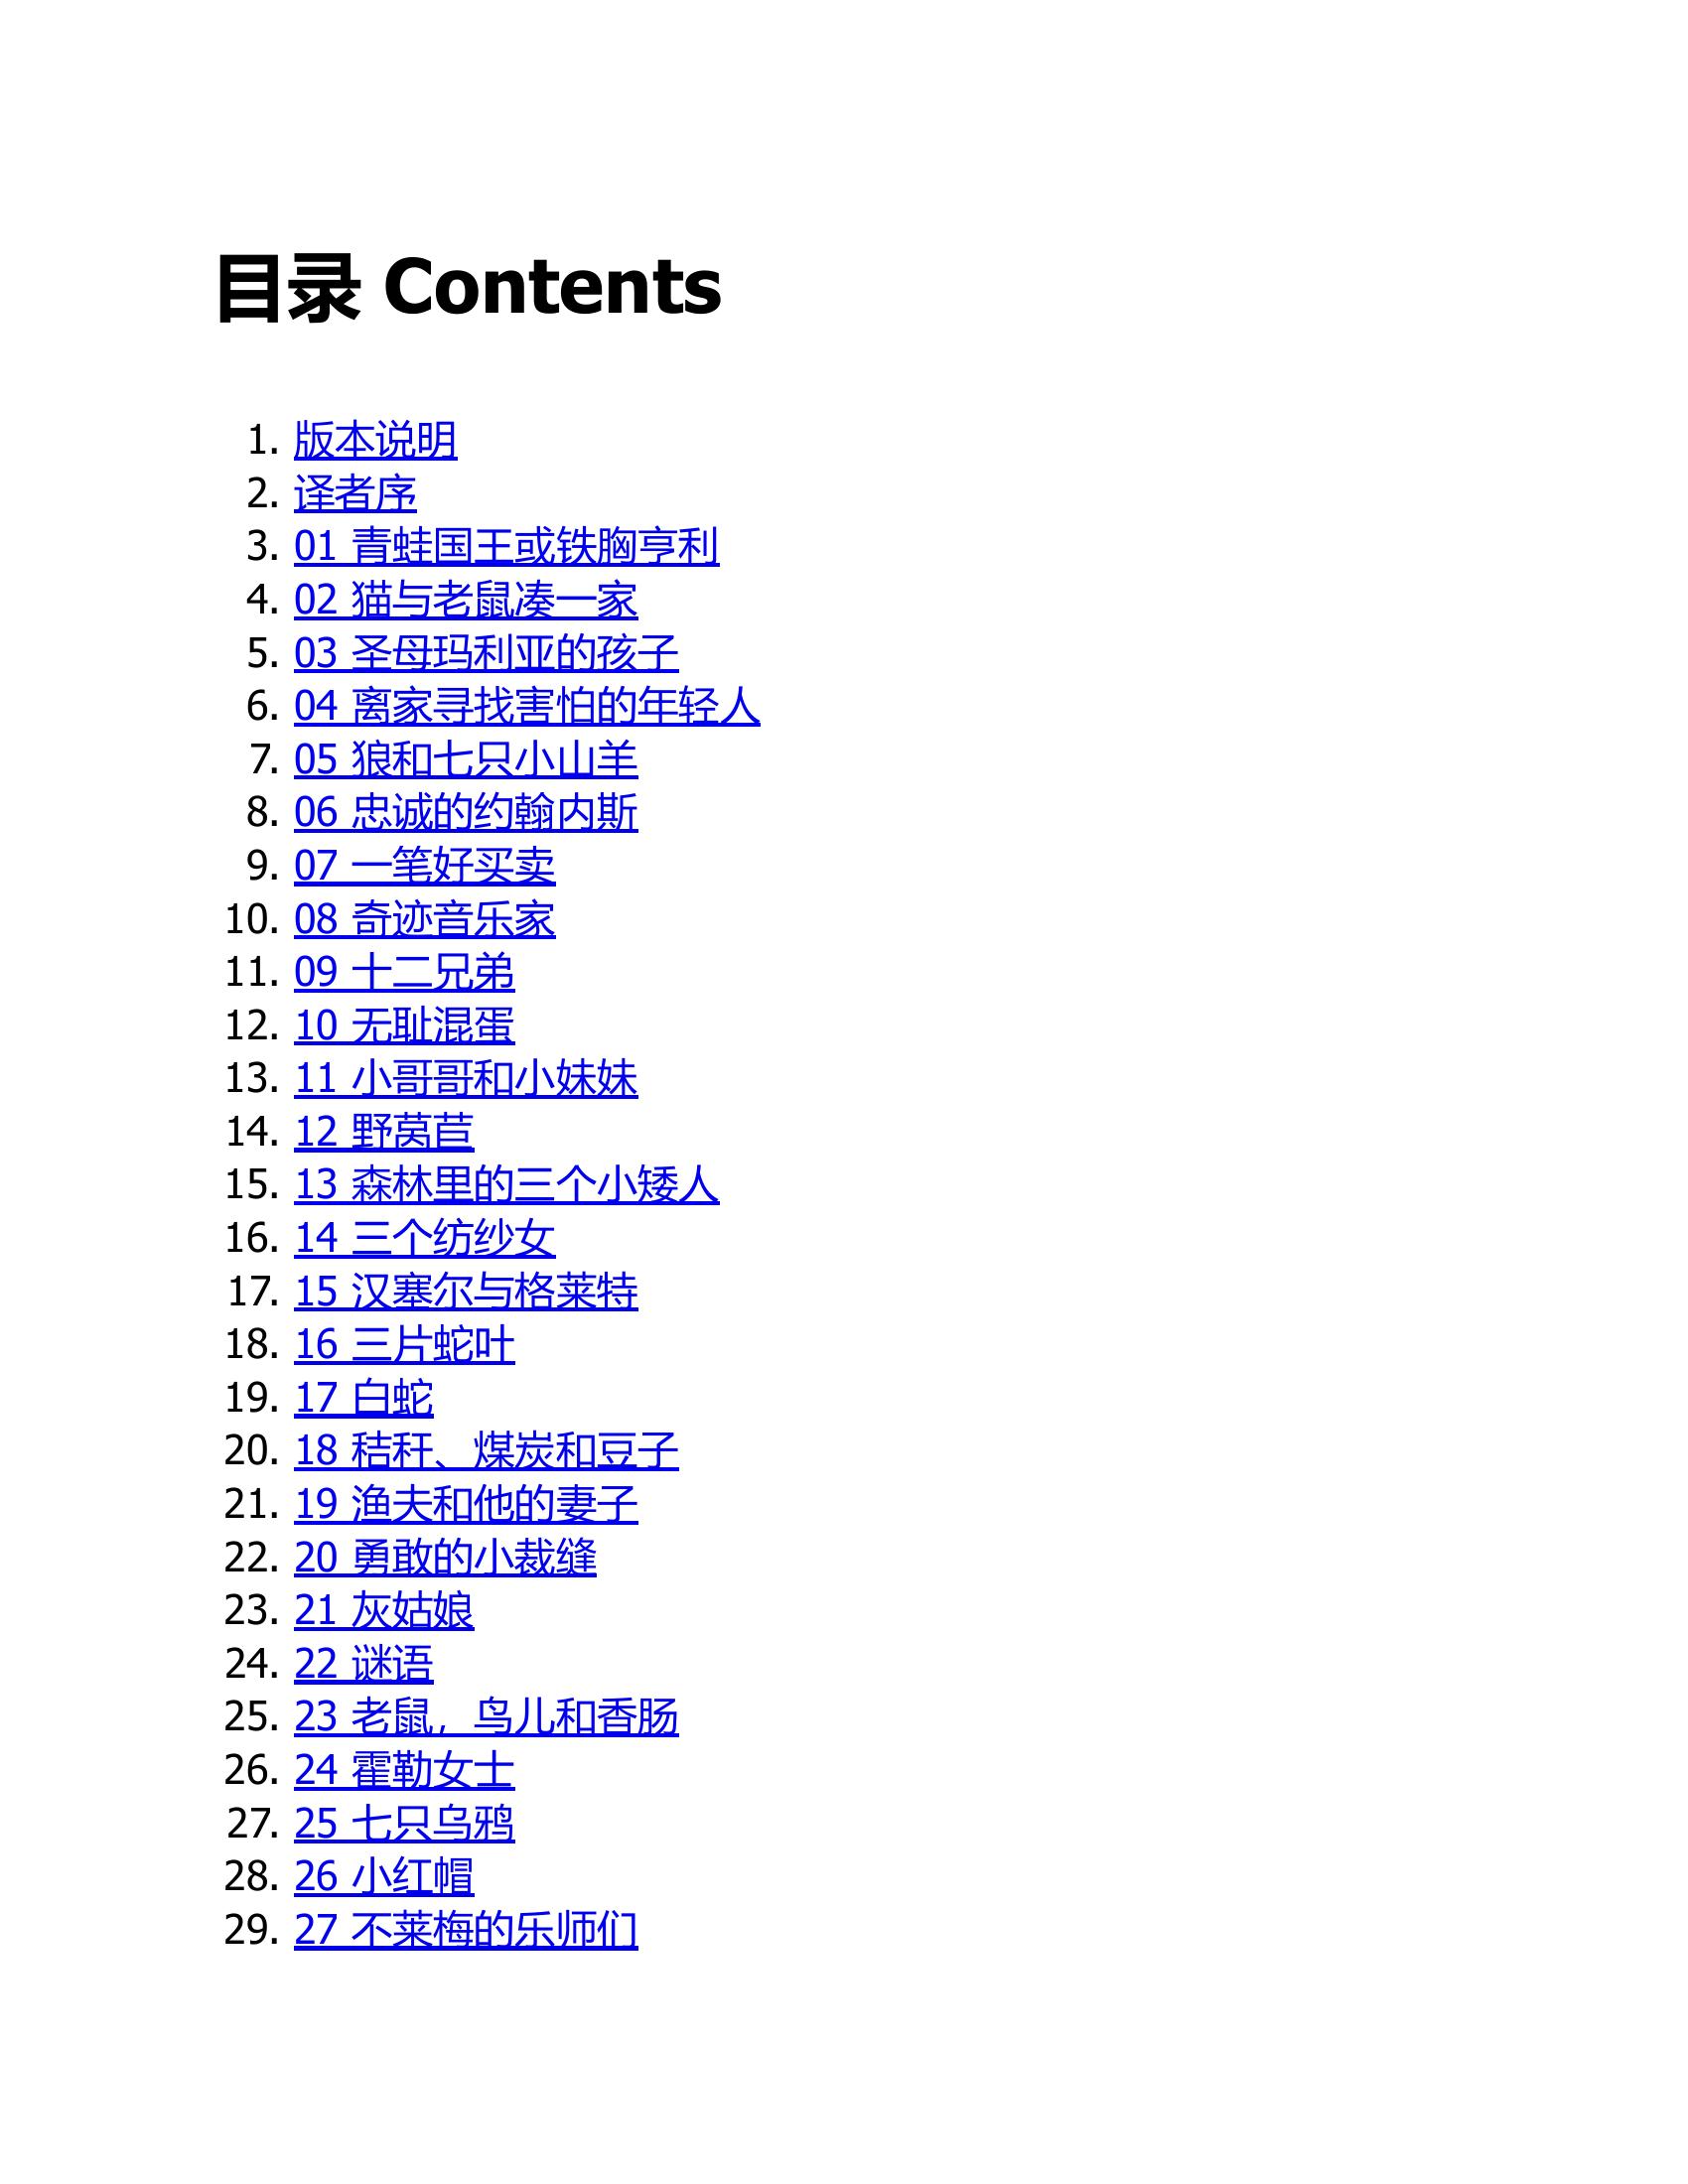 目录 Contents
1. 版本说明
2. 译者序
3. 01 青蛙国王或铁胸亨利
4. 02 猫与老鼠凑一家
5. 03 圣母玛利亚的孩子
6. 04 离家寻找害怕的年轻人
7. 05 狼和七只小山羊
8. 06 忠诚的约翰内斯
9. 07 一笔好买卖
10. 08 奇迹音乐家
11. 09 十二兄弟
12. 10 无耻混蛋
13. 11 小哥哥和小妹妹
14. 12 野莴苣
15. 13 森林里的三个小矮人
16. 14 三个纺纱女
17. 15 汉塞尔与格莱特
18. 16 三片蛇叶
19. 17 白蛇
20. 18 秸秆、煤炭和豆子
21. 19 渔夫和他的妻子
22. 20 勇敢的小裁缝
23. 21 灰姑娘
24. 22 谜语
25. 23 老鼠，鸟儿和香肠
26. 24 霍勒女士
27. 25 七只乌鸦
28. 26 小红帽
29. 27 不莱梅的乐师们